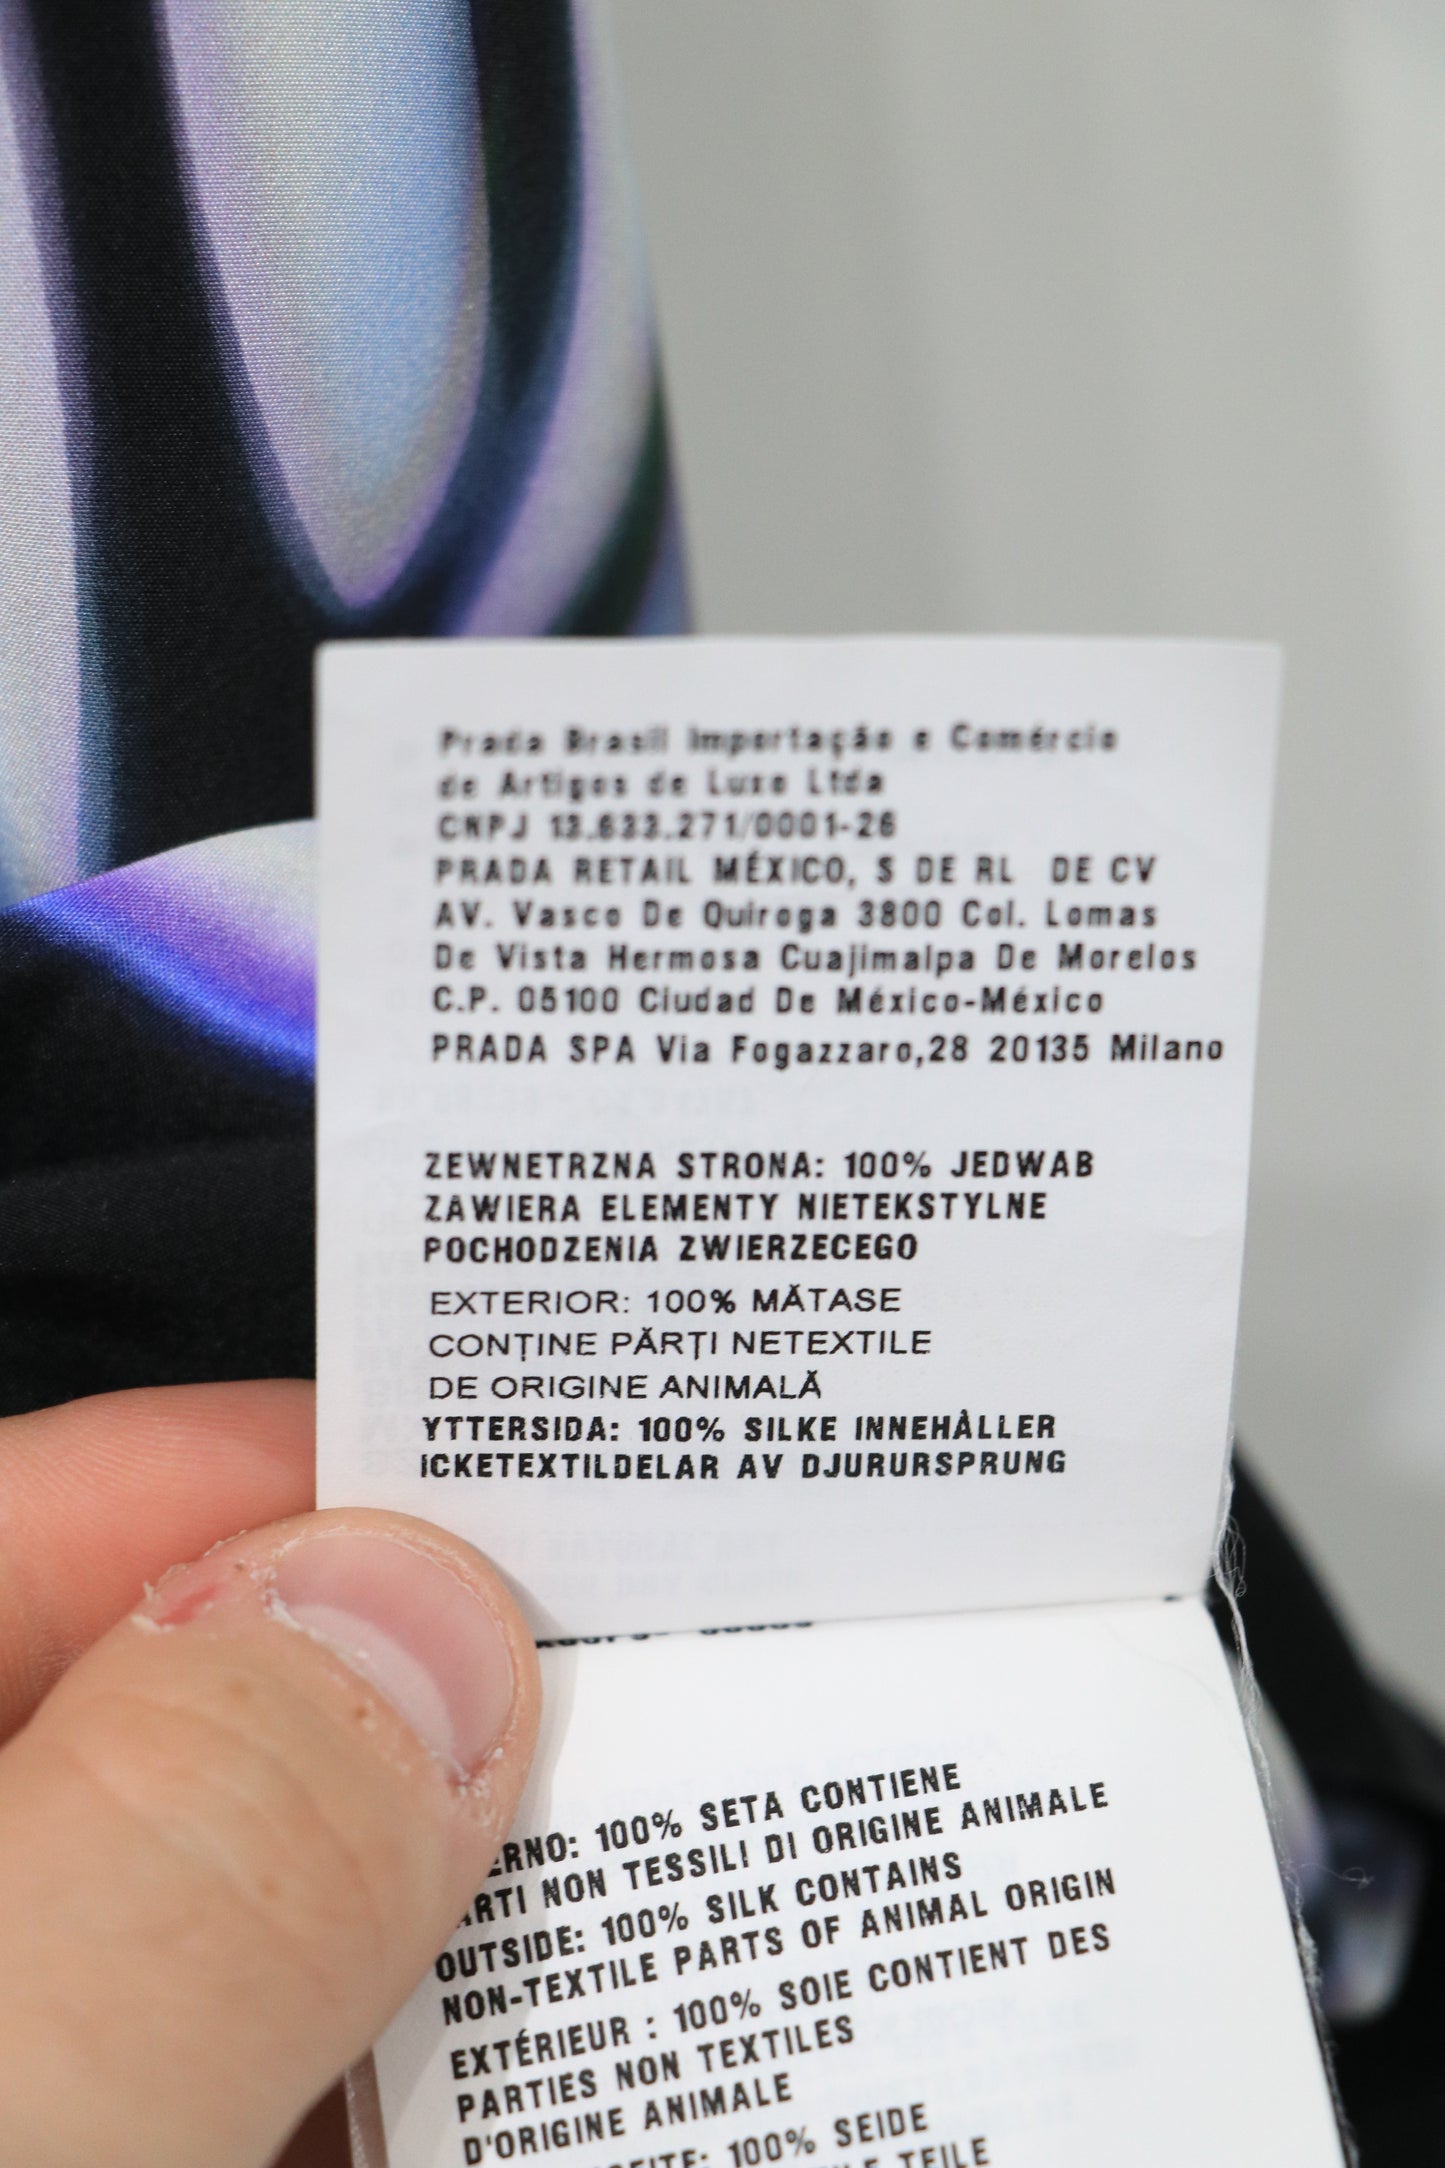 Prada Brasil Importação e Comércio
de Artigos de Luxo Ltda
CNPJ 13.633.271/0001-26
PRADA RETAIL MÉXICO, S DE RL DE CV
AV. Vasco De Quiroga 3800 Col. Lomas
De Vista Hermosa Cuajimalpa De Morelos
C.P. 05100 Ciudad De México-México
PRADA SPA Via Fogazzaro,28 20135 Milano
ZEWNETRZNA STRONA: 100% JEDWAB
ZAWIERA ELEMENTY NIETEKSTYLNE
POCHODZENIA ZWIERZECEGO
EXTERIOR: 100% MĂTASE
CONȚINE PĂRȚI NETEXTILE
DE ORIGINE ANIMALĂ
YTTERSIDA: 100% SILKE INNEHÅLLER
ICKETEXTILDELAR AV DJURURSPRUNG
ERNO: 100% SETA CONTIENE
ARTI NON TESSILI DI ORIGINE ANIMALE
OUTSIDE: 100% SILK CONTAINS
NON-TEXTILE PARTS OF ANIMAL ORIGIN
EXTÉRIEUR : 100% SOIE CONTIENT DES
PARTIES NON TEXTILES
D'ORIGINE ANIMALE
100% SEIDE
TEILE